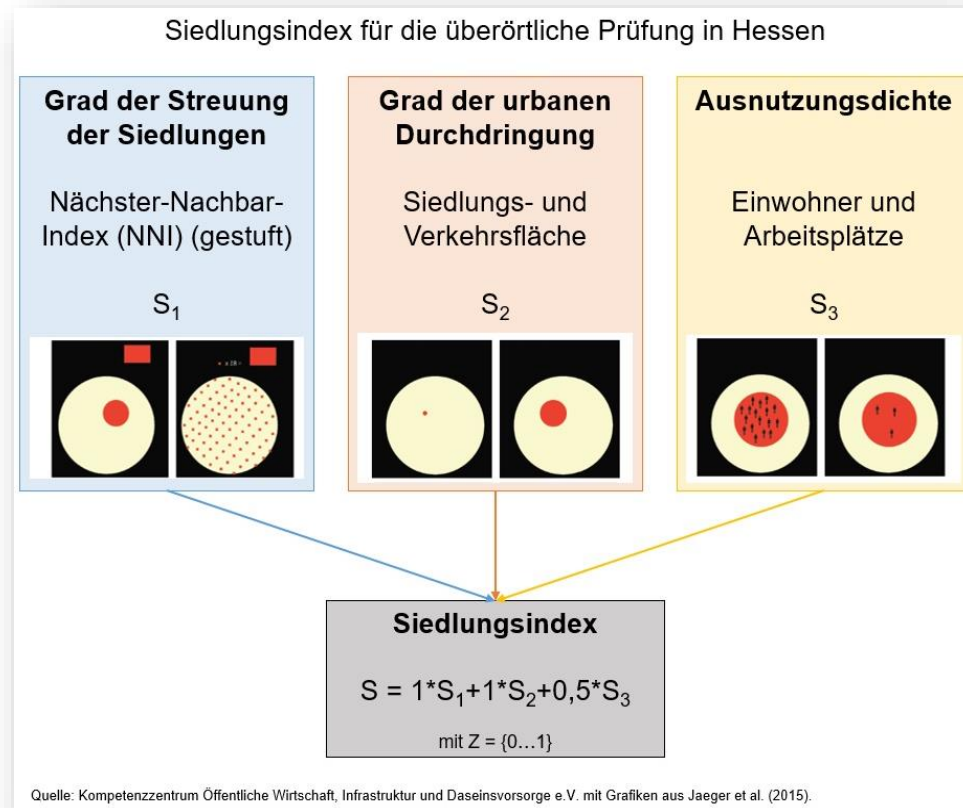 Siedlungsindex für die überörtliche Prüfung in Hessen
Grad der Streuung
der Siedlungen
Nächster-Nachbar-
Index (NNI) (gestuft)
S₁
Grad der urbanen
Durchdringung
Siedlungs- und
Verkehrsfläche
S₂
Ausnutzungsdichte
Einwohner und
Arbeitsplätze
S₃
Siedlungsindex
S = 1*S₁+1*S₂+0,5*S₃
mit Z = {0...1}
Quelle: Kompetenzzentrum Öffentliche Wirtschaft, Infrastruktur und Daseinsvorsorge e.V. mit Grafiken aus Jaeger et al. (2015).